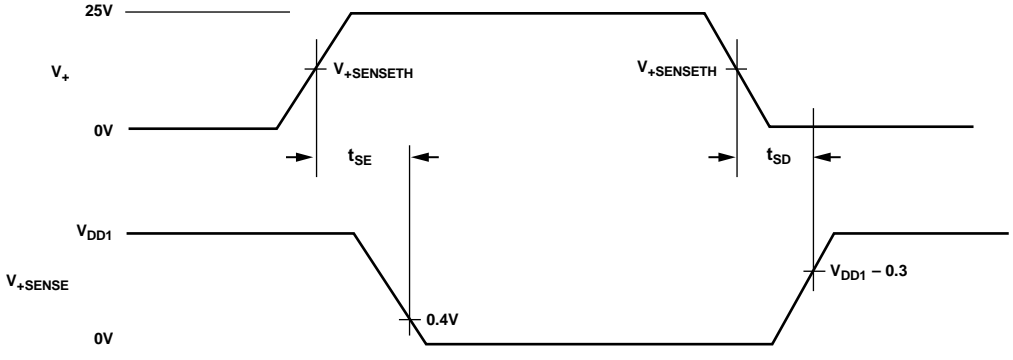 25V
V+
V+SENSETH
V+SENSETH
0V
tSE
tSD
VDD1
V+SENSE
VDD1 – 0.3
0.4V
0V